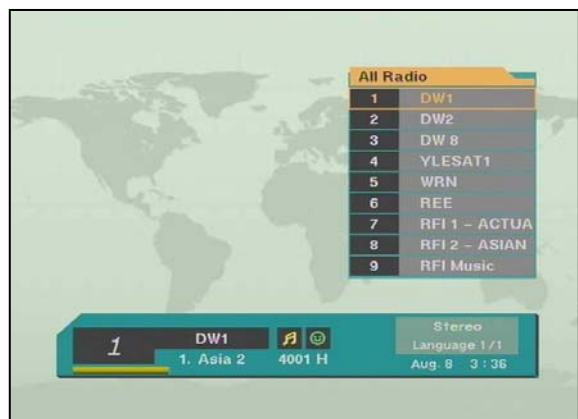 All Radio
1 DW1
2 DW2
3 DW 8
4 YLESAT1
5 WRN
6 REE
7 RFI 1 - ACTUA
8 RFI 2 - ASIAN
9 RFI Music
1 DW1
1. Asia 2 4001 H
Stereo
Language 1/1
Aug. 8 3 : 36